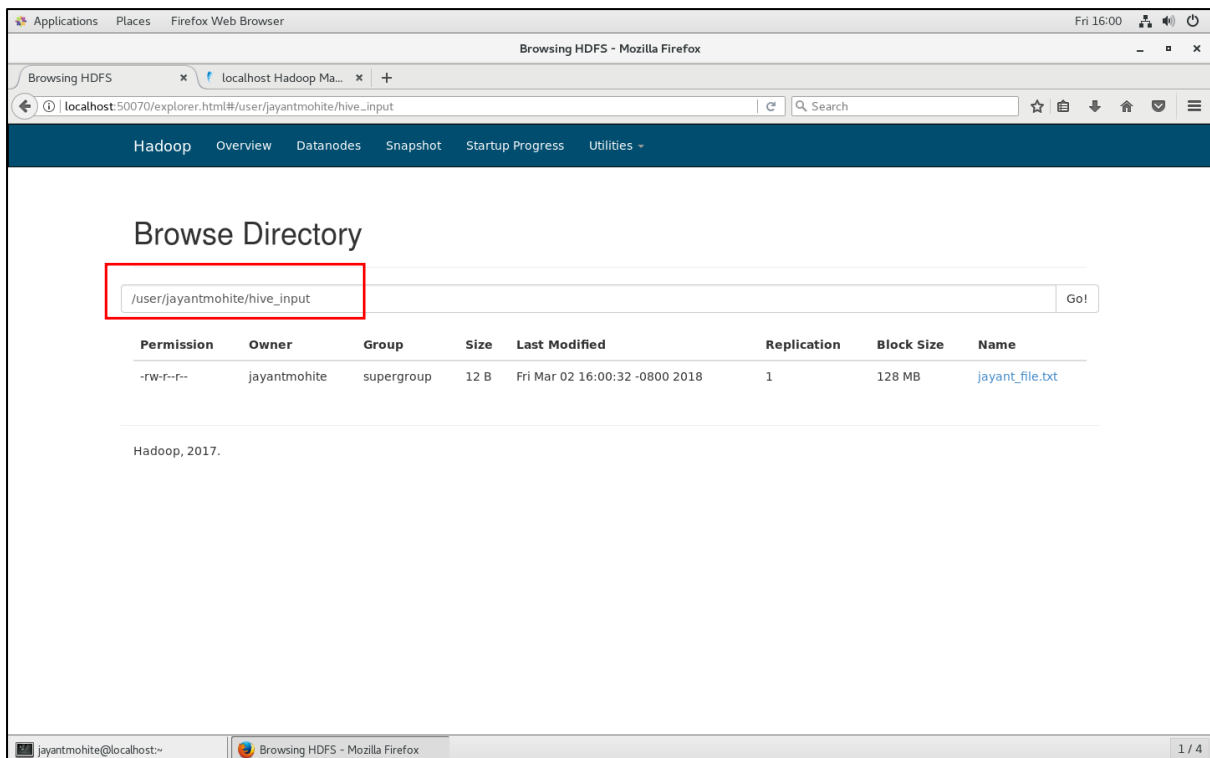 Applications Places Firefox Web Browser Fri 16:00
Browsing HDFS - Mozilla Firefox
Browsing HDFS localhost Hadoop Ma...
localhost:50070/explorer.html#/user/jayantmohite/hive_input Search
Hadoop Overview Datanodes Snapshot Startup Progress Utilities
Browse Directory
/user/jayantmohite/hive_input Go!
Permission Owner Group Size Last Modified Replication Block Size Name
-rw-r--r-- jayantmohite supergroup 12 B Fri Mar 02 16:00:32 -0800 2018 1 128 MB jayant_file.txt
Hadoop, 2017.
jayantmohite@localhost:~ Browsing HDFS - Mozilla Firefox 1 / 4